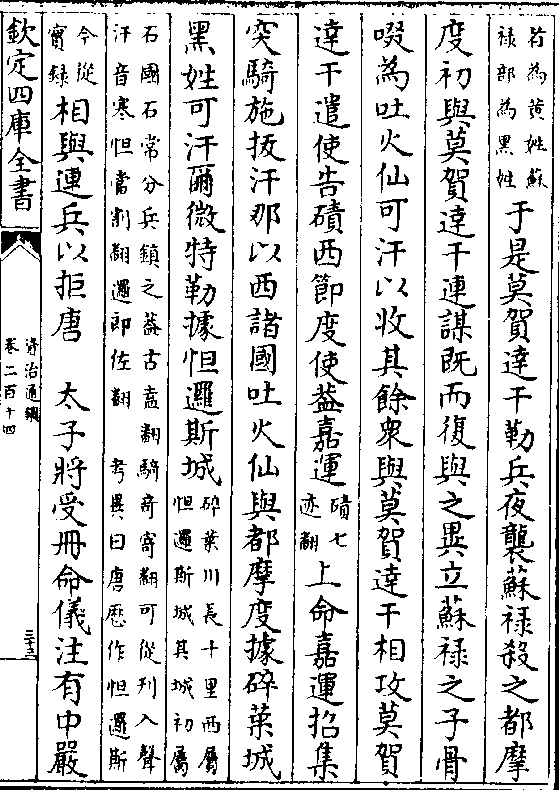 苟為黃姓蘇
祿部為黑姓
于是莫賀達干勒兵夜襲蘇祿殺之都摩
度初與莫賀達干連謀既而復與之異立蘇祿之子骨
啜為吐火仙可汗以收其餘衆與莫賀達干相攻莫賀
達干遣使告磧西節度使蓋嘉運
磧七
迹翻
上命嘉運招集
突騎施拔汗那以西諸國吐火仙與都摩度據碎葉城
黑姓可汗爾微特勒據怛邏斯城
碎葉川長十里西屬
怛邏斯城其城初屬
石國石常分兵鎮之蓋古盍翻騎奇寄翻可從刋入聲
汗音寒怛當割翻邏郎佐翻 考異曰唐厯作怛邏斯
今從
實録
相與連兵以拒唐 太子將受冊命儀注有中嚴
欽定四庫全書
資治通鑑
卷二百十四
三十三